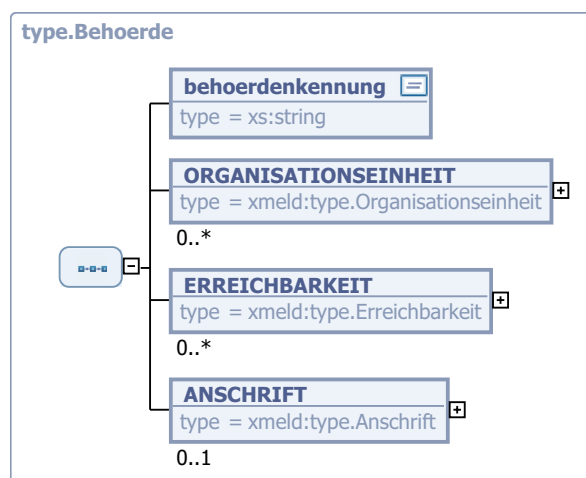 type.Behoerde
behoerdenkennung
type = xs:string
ORGANISATIONSEINHEIT
type = xmeld:type.Organisationseinheit
0..*
ERREICHBARKEIT
type = xmeld:type.Erreichbarkeit
0..*
ANSCHRIFT
type = xmeld:type.Anschrift
0..1